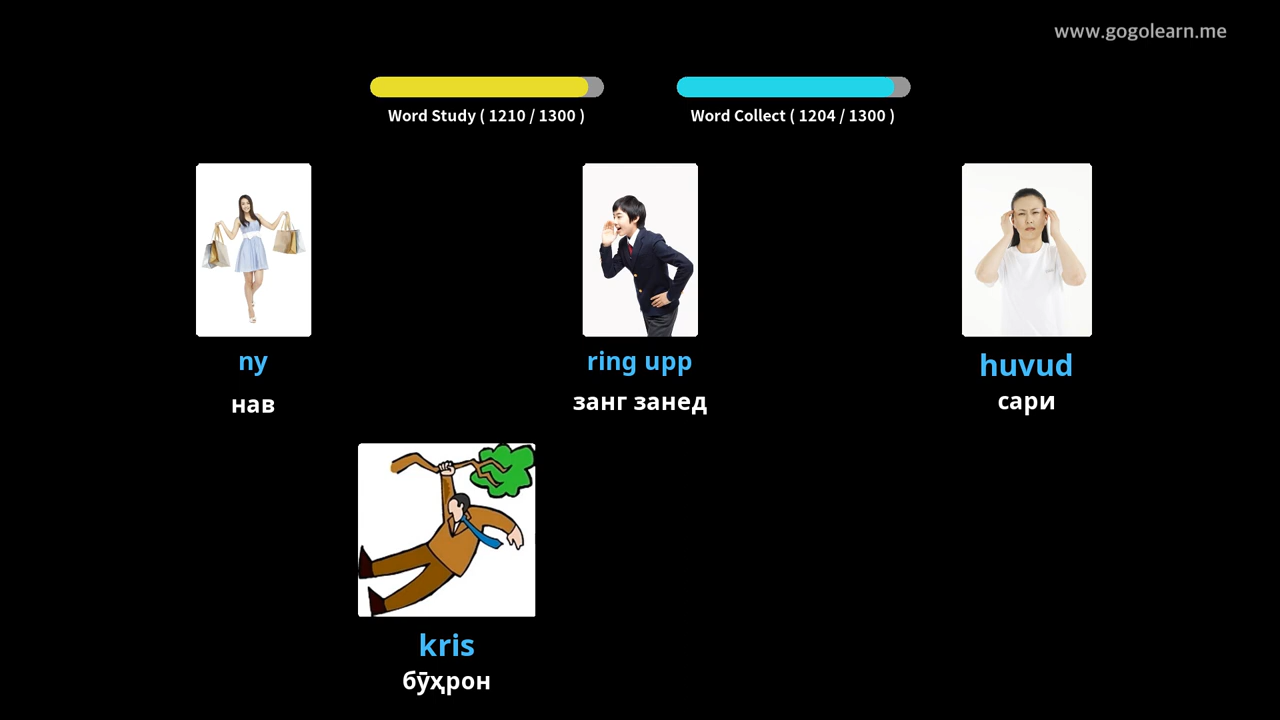 www.gogolearn.me
Word Study ( 1210 / 1300 )
Word Collect ( 1204 / 1300 )
ny
ring upp
huvud
нав
занг занед
сари
kris
бӯҳрон